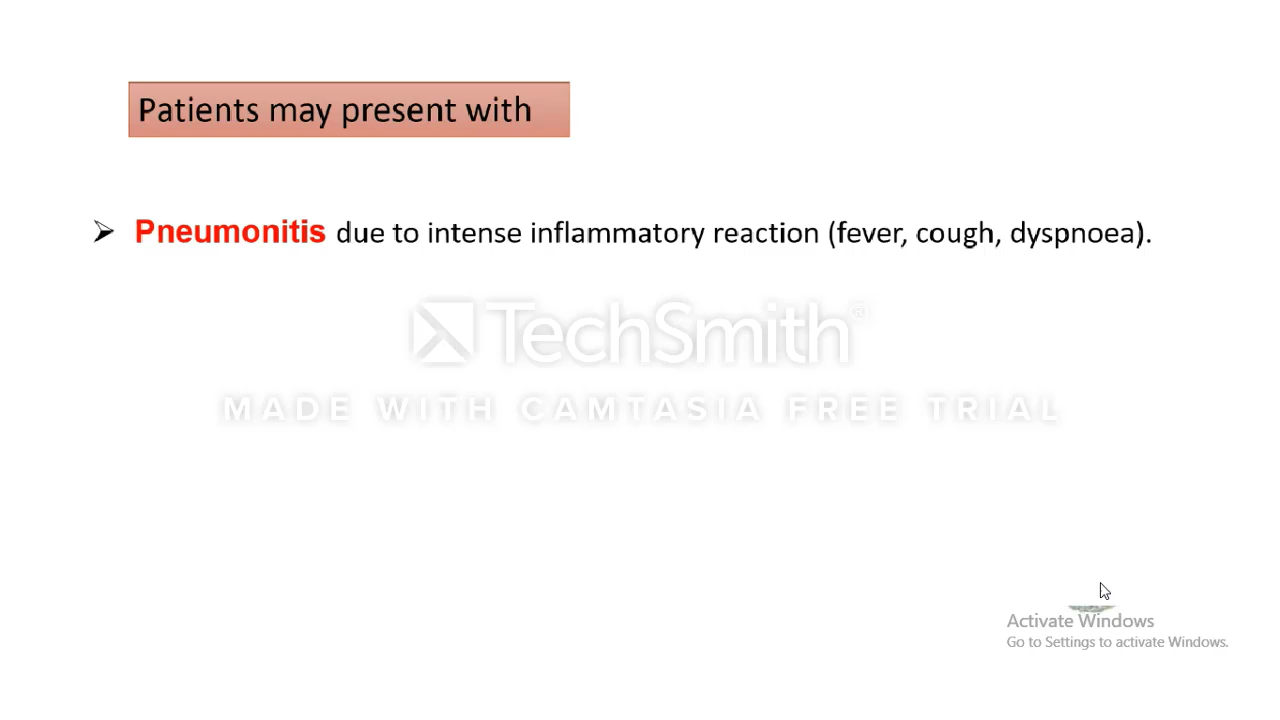 Patients may present with
➢ Pneumonitis due to intense inflammatory reaction (fever, cough, dyspnoea).
TechSmith®
MADE WITH CAMTASIA FREE TRIAL
Activate Windows
Go to Settings to activate Windows.